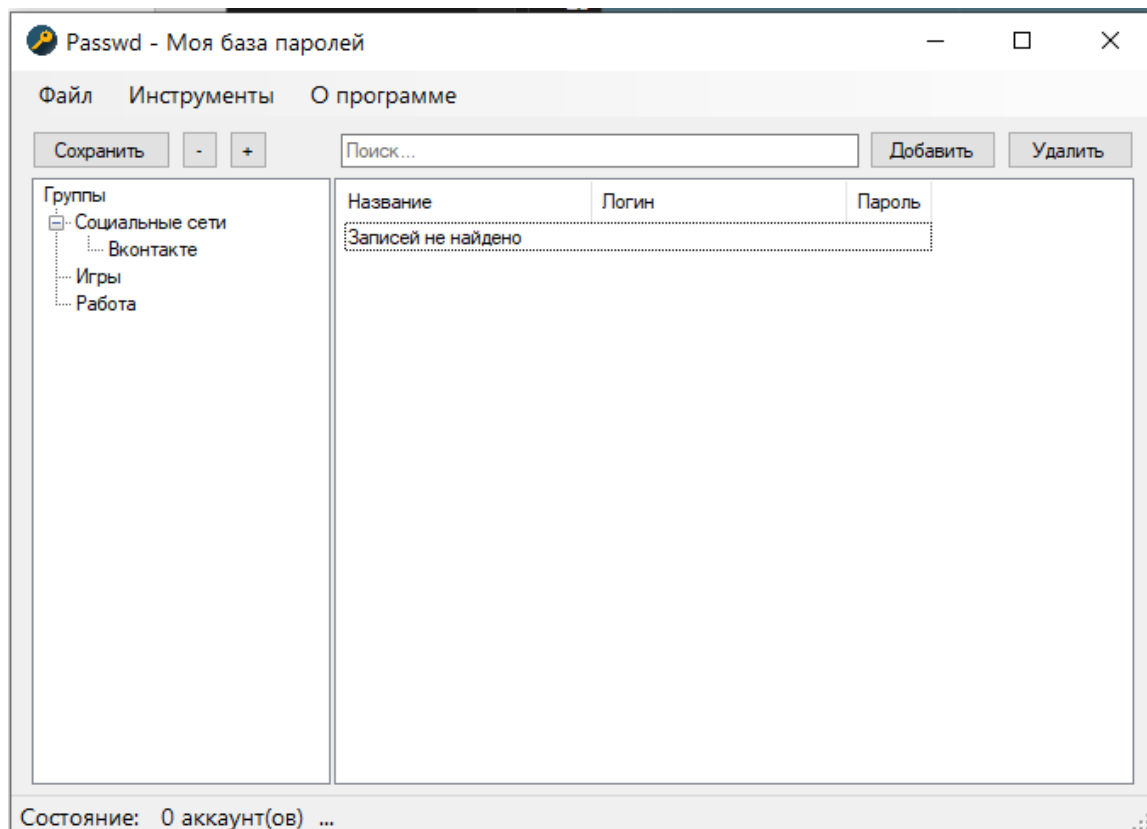 Passwd - Моя база паролей
Файл Инструменты О программе
Сохранить - + Поиск... Добавить Удалить
Группы
Социальные сети
Вконтакте
Игры
Работа
Название Логин Пароль
Записей не найдено
Состояние: 0 аккаунт(ов) ...